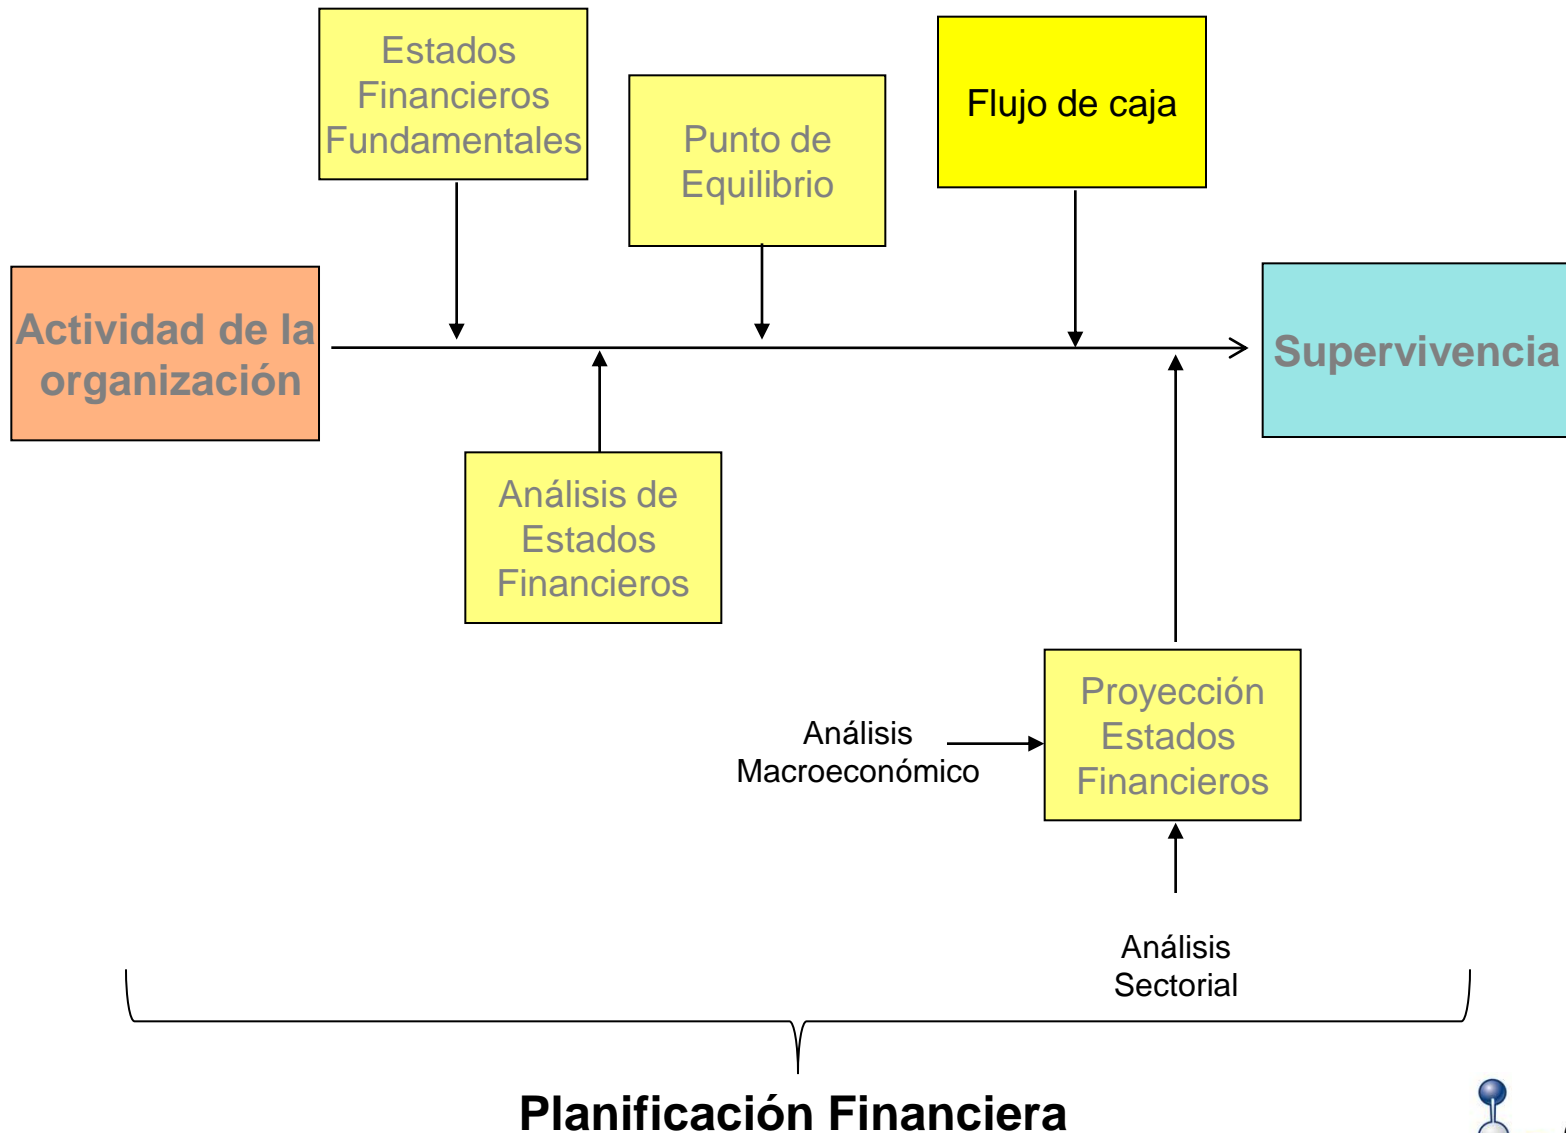 Estados
Financieros
Fundamentales
Punto de
Equilibrio
Flujo de caja
Actividad de la
organización
Supervivencia
Análisis de
Estados
Financieros
Proyección
Estados
Financieros
Análisis
Macroeconómico
Análisis
Sectorial
Planificación Financiera